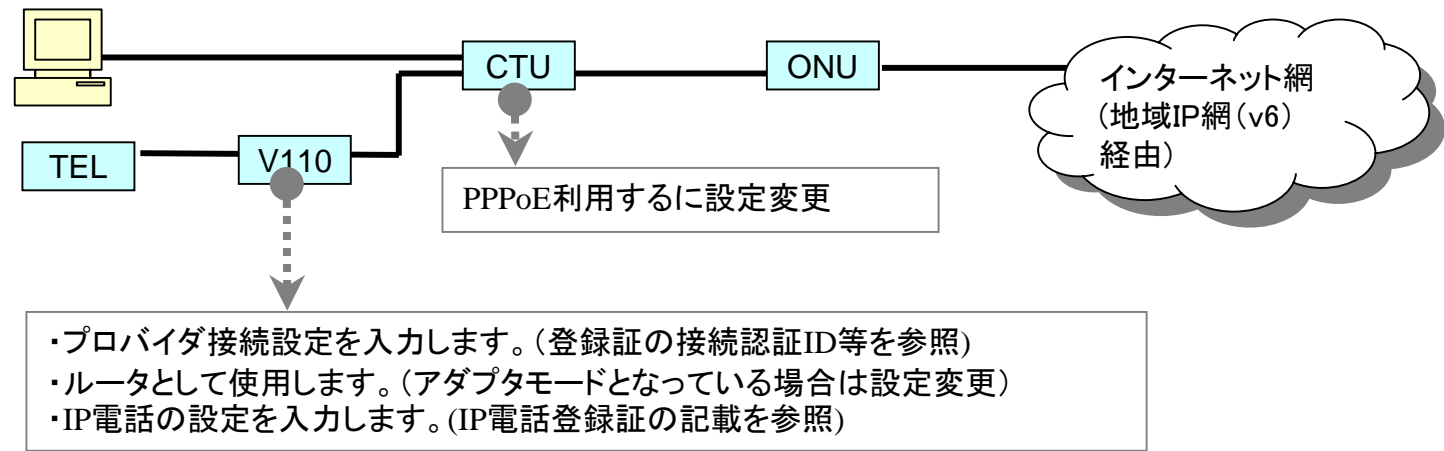 CTU
ONU
インターネット網
(地域IP網(v6)
経由)
TEL
V110
PPPoE利用するに設定変更
・プロバイダ接続設定を入力します。(登録証の接続認証ID等を参照)
・ルータとして使用します。(アダプタモードとなっている場合は設定変更)
・IP電話の設定を入力します。(IP電話登録証の記載を参照)